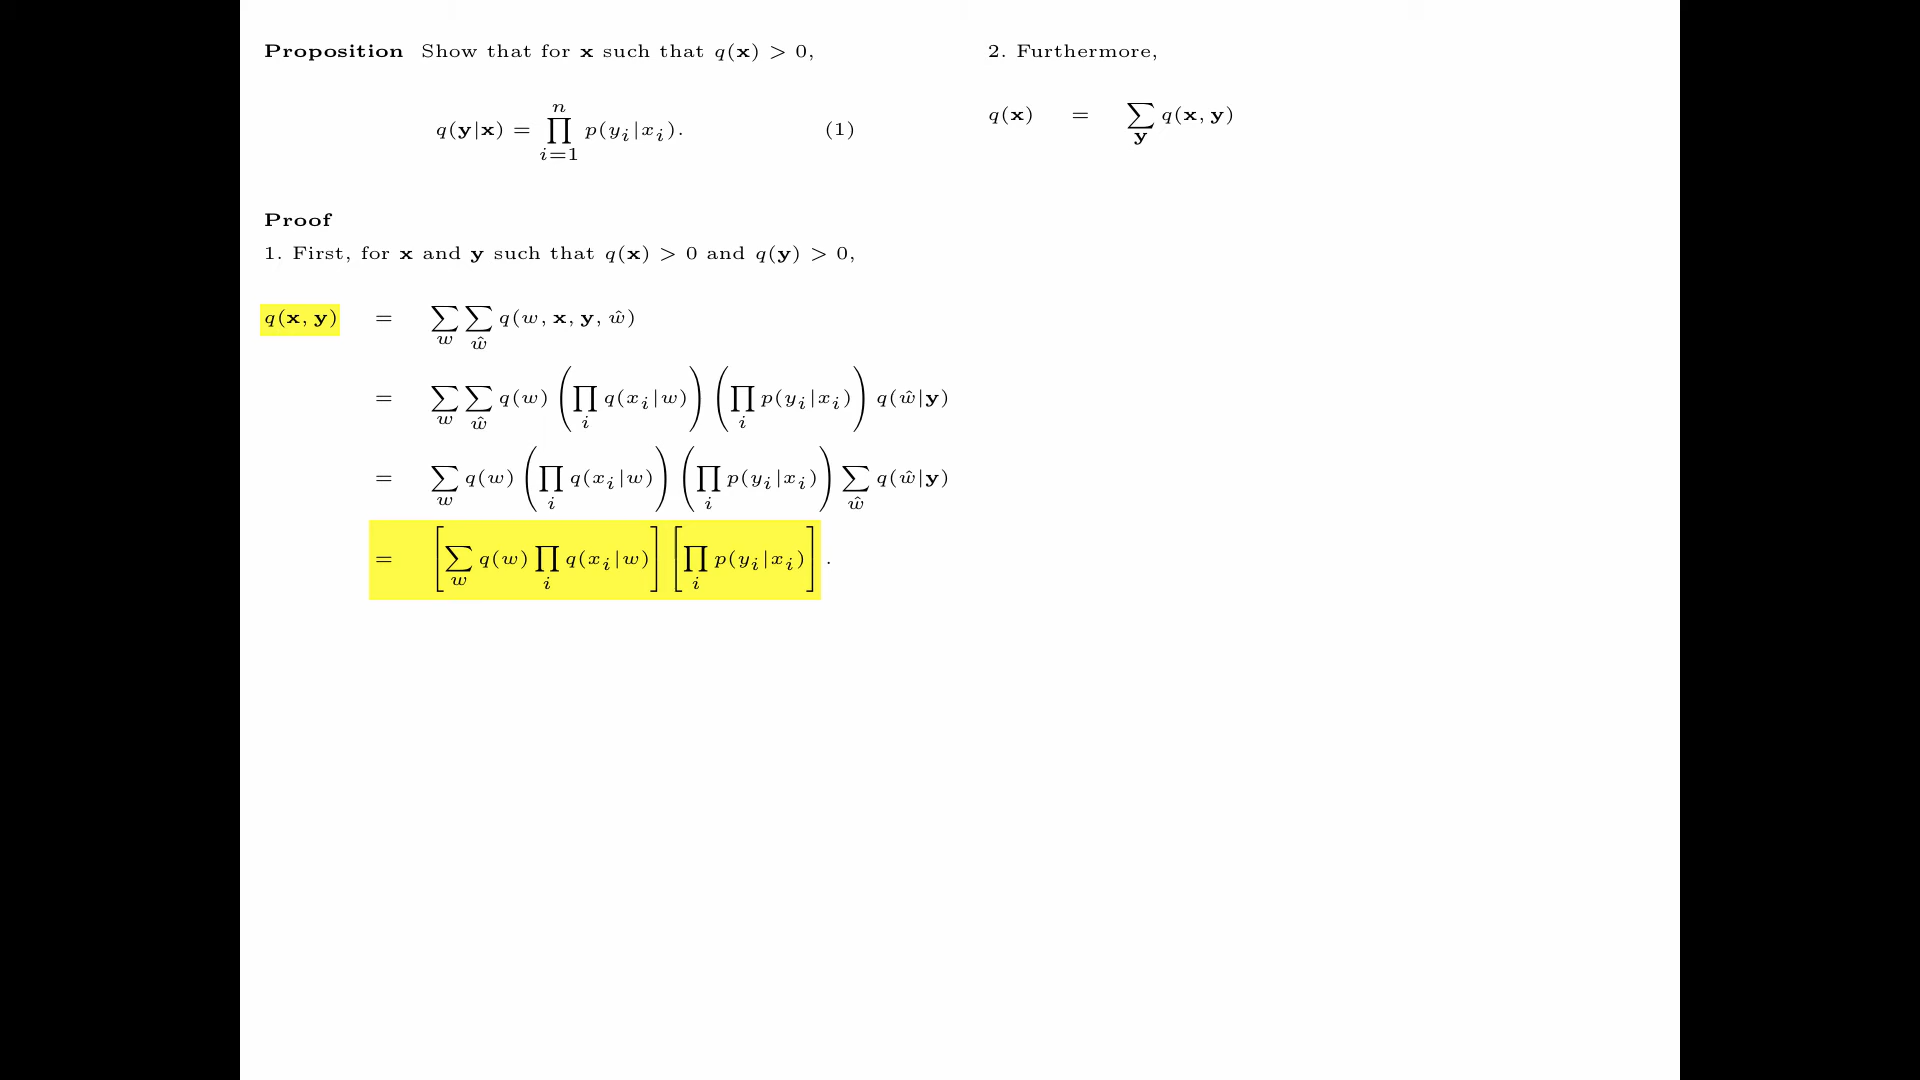 Proposition Show that for x such that q(x) > 0,
q(y|x) = ∏_{i=1}^{n} p(y_i|x_i). (1)
Proof
1. First, for x and y such that q(x) > 0 and q(y) > 0,
q(x, y) = ∑_w ∑_ŵ q(w, x, y, ŵ)
= ∑_w ∑_ŵ q(w) (∏_i q(x_i|w)) (∏_i p(y_i|x_i)) q(ŵ|y)
= ∑_w q(w) (∏_i q(x_i|w)) (∏_i p(y_i|x_i)) ∑_ŵ q(ŵ|y)
= [∑_w q(w) ∏_i q(x_i|w)] [∏_i p(y_i|x_i)] .
2. Furthermore,
q(x) = ∑_y q(x, y)